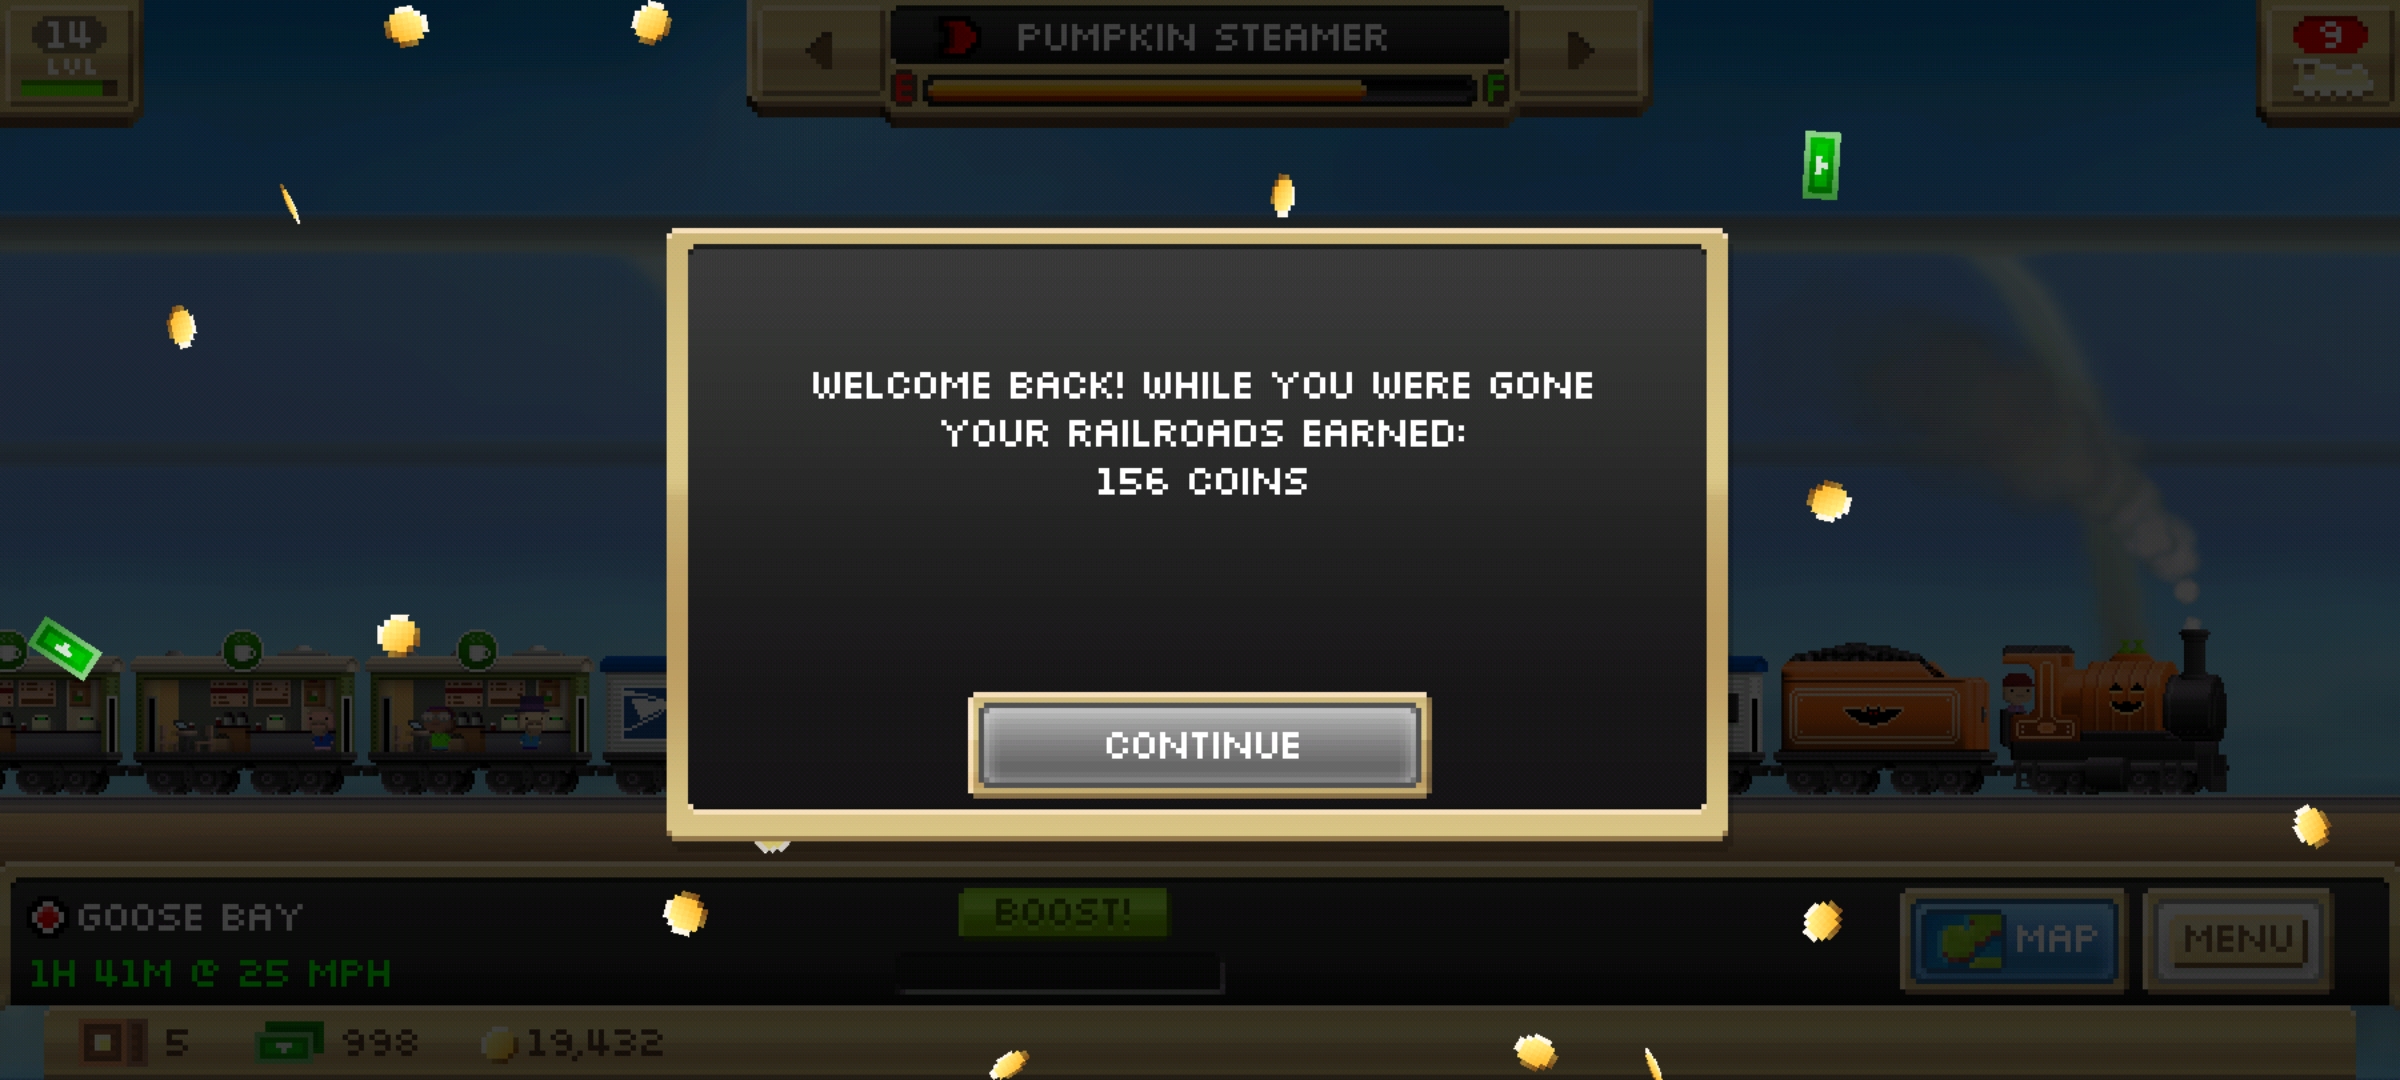 14
LVL
PUMPKIN STEAMER
E
F
9
WELCOME BACK! WHILE YOU WERE GONE
YOUR RAILROADS EARNED:
156 COINS
CONTINUE
GOOSE BAY
1H 41M @ 25 MPH
BOOST!
MAP
MENU
5
998
19,432